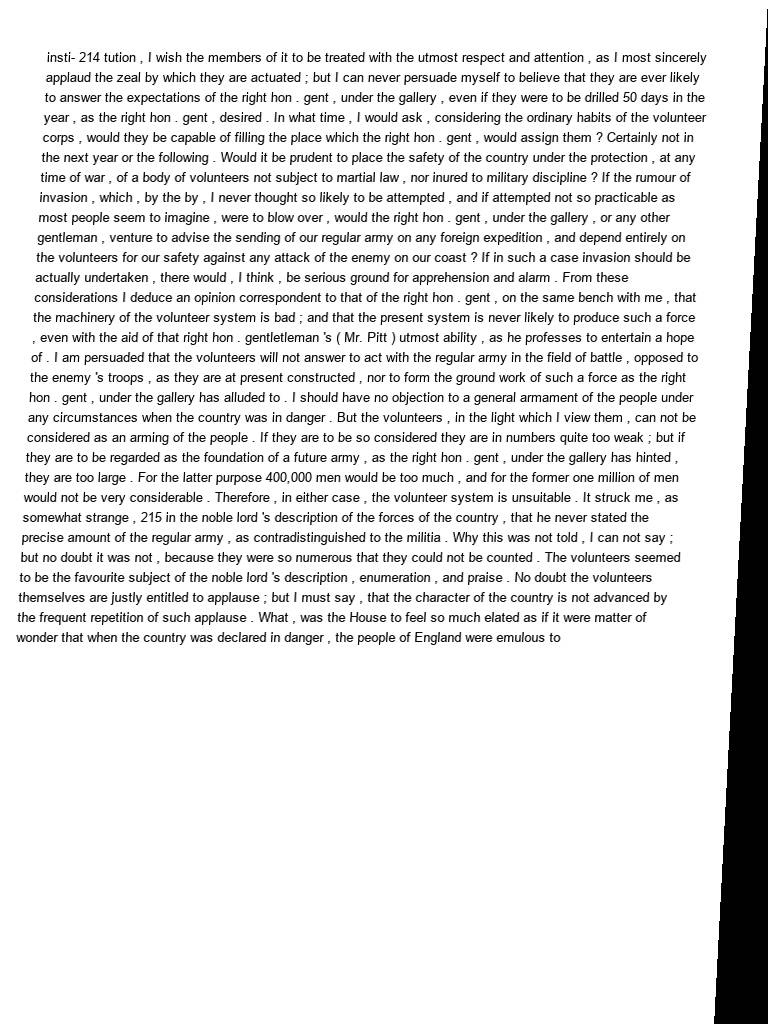 insti- 214 tution , I wish the members of it to be treated with the utmost respect and attention , as I most sincerely
applaud the zeal by which they are actuated ; but I can never persuade myself to believe that they are ever likely
to answer the expectations of the right hon . gent , under the gallery , even if they were to be drilled 50 days in the
year , as the right hon . gent , desired . In what time , I would ask , considering the ordinary habits of the volunteer
corps , would they be capable of filling the place which the right hon . gent , would assign them ? Certainly not in
the next year or the following . Would it be prudent to place the safety of the country under the protection , at any
time of war , of a body of volunteers not subject to martial law , nor inured to military discipline ? If the rumour of
invasion , which , by the by , I never thought so likely to be attempted , and if attempted not so practicable as
most people seem to imagine , were to blow over , would the right hon . gent , under the gallery , or any other
gentleman , venture to advise the sending of our regular army on any foreign expedition , and depend entirely on
the volunteers for our safety against any attack of the enemy on our coast ? If in such a case invasion should be
actually undertaken , there would , I think , be serious ground for apprehension and alarm . From these
considerations I deduce an opinion correspondent to that of the right hon . gent , on the same bench with me , that
the machinery of the volunteer system is bad ; and that the present system is never likely to produce such a force
, even with the aid of that right hon . gentletleman 's ( Mr. Pitt ) utmost ability , as he professes to entertain a hope
of . I am persuaded that the volunteers will not answer to act with the regular army in the field of battle , opposed to
the enemy 's troops , as they are at present constructed , nor to form the ground work of such a force as the right
hon . gent , under the gallery has alluded to . I should have no objection to a general armament of the people under
any circumstances when the country was in danger . But the volunteers , in the light which I view them , can not be
considered as an arming of the people . If they are to be so considered they are in numbers quite too weak ; but if
they are to be regarded as the foundation of a future army , as the right hon . gent , under the gallery has hinted ,
they are too large . For the latter purpose 400,000 men would be too much , and for the former one million of men
would not be very considerable . Therefore , in either case , the volunteer system is unsuitable . It struck me , as
somewhat strange , 215 in the noble lord 's description of the forces of the country , that he never stated the
precise amount of the regular army , as contradistinguished to the militia . Why this was not told , I can not say ;
but no doubt it was not , because they were so numerous that they could not be counted . The volunteers seemed
to be the favourite subject of the noble lord 's description , enumeration , and praise . No doubt the volunteers
themselves are justly entitled to applause ; but I must say , that the character of the country is not advanced by
the frequent repetition of such applause . What , was the House to feel so much elated as if it were matter of
wonder that when the country was declared in danger , the people of England were emulous to